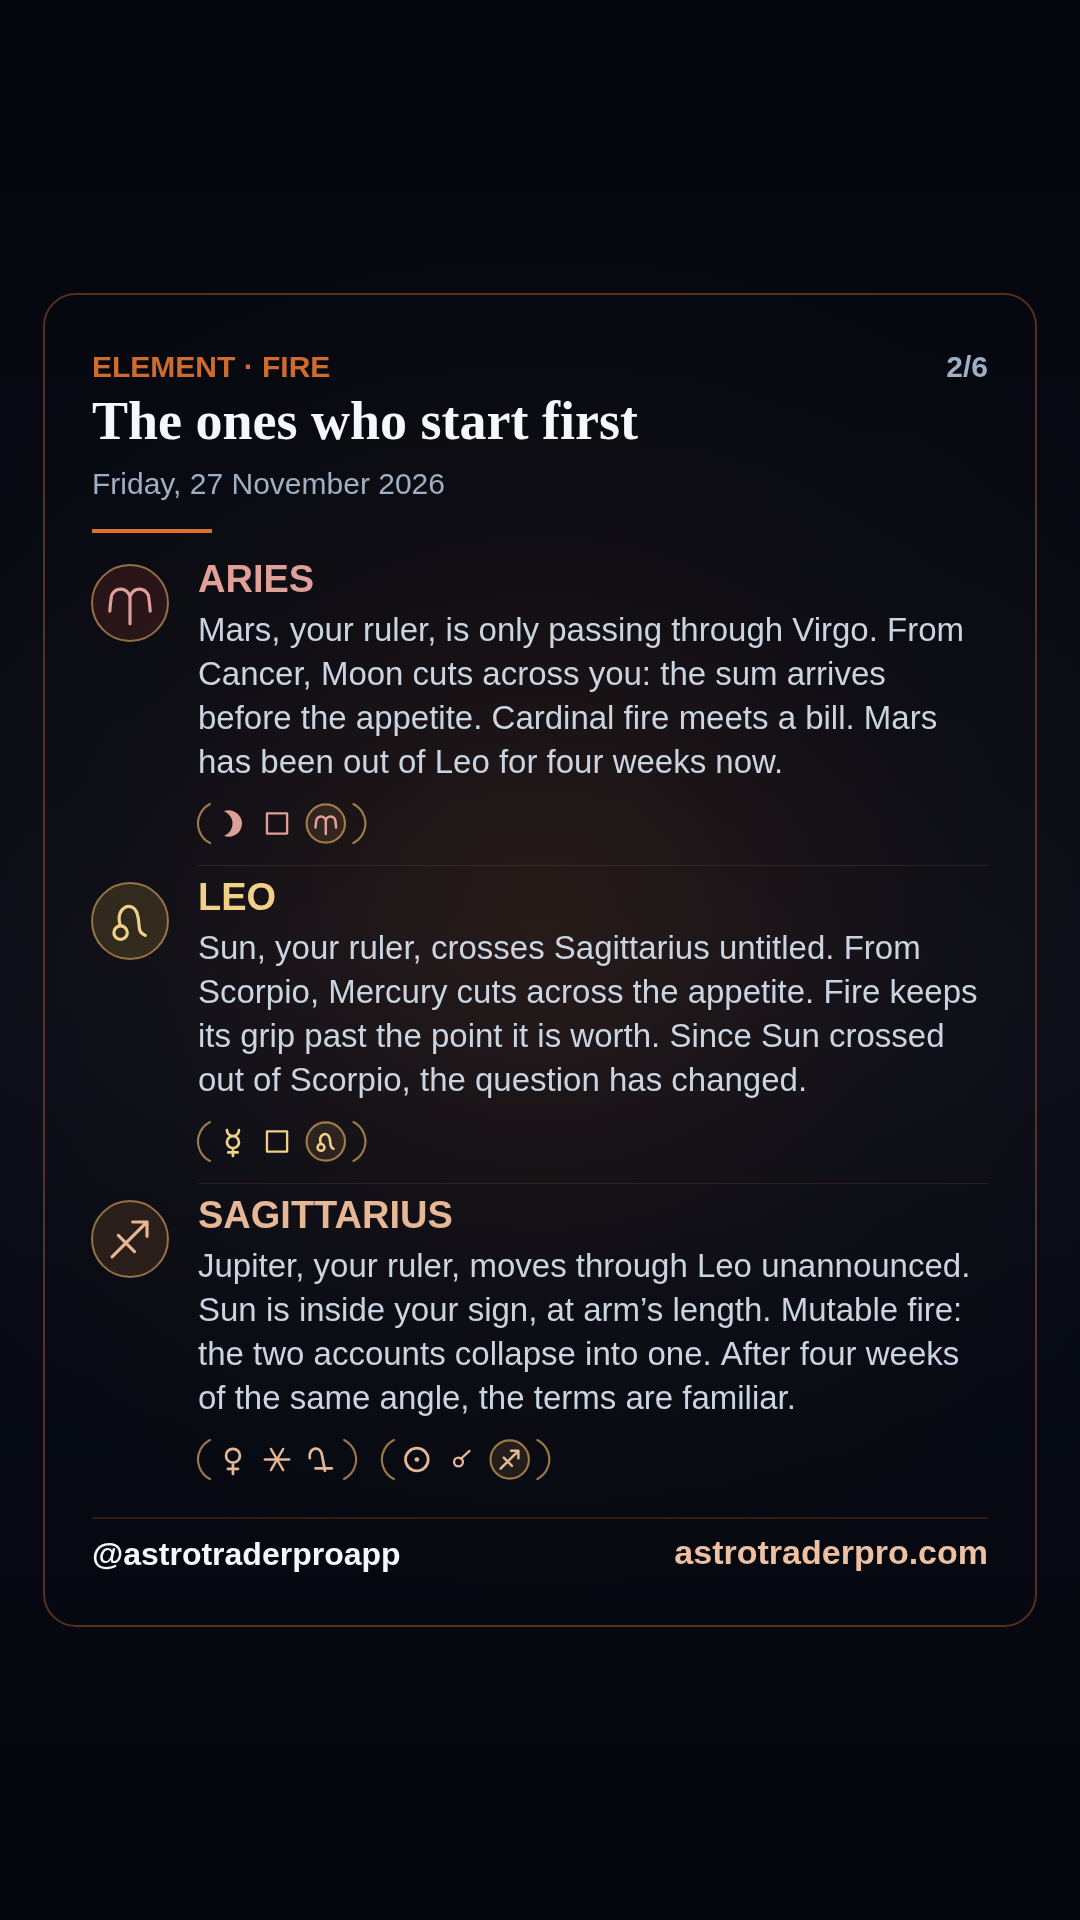 ELEMENT · FIRE 2/6
The ones who start first
Friday, 27 November 2026
ARIES
Mars, your ruler, is only passing through Virgo. From
Cancer, Moon cuts across you: the sum arrives
before the appetite. Cardinal fire meets a bill. Mars
has been out of Leo for four weeks now.
LEO
Sun, your ruler, crosses Sagittarius untitled. From
Scorpio, Mercury cuts across the appetite. Fire keeps
its grip past the point it is worth. Since Sun crossed
out of Scorpio, the question has changed.
SAGITTARIUS
Jupiter, your ruler, moves through Leo unannounced.
Sun is inside your sign, at arm’s length. Mutable fire:
the two accounts collapse into one. After four weeks
of the same angle, the terms are familiar.
@astrotraderproapp astrotraderpro.com